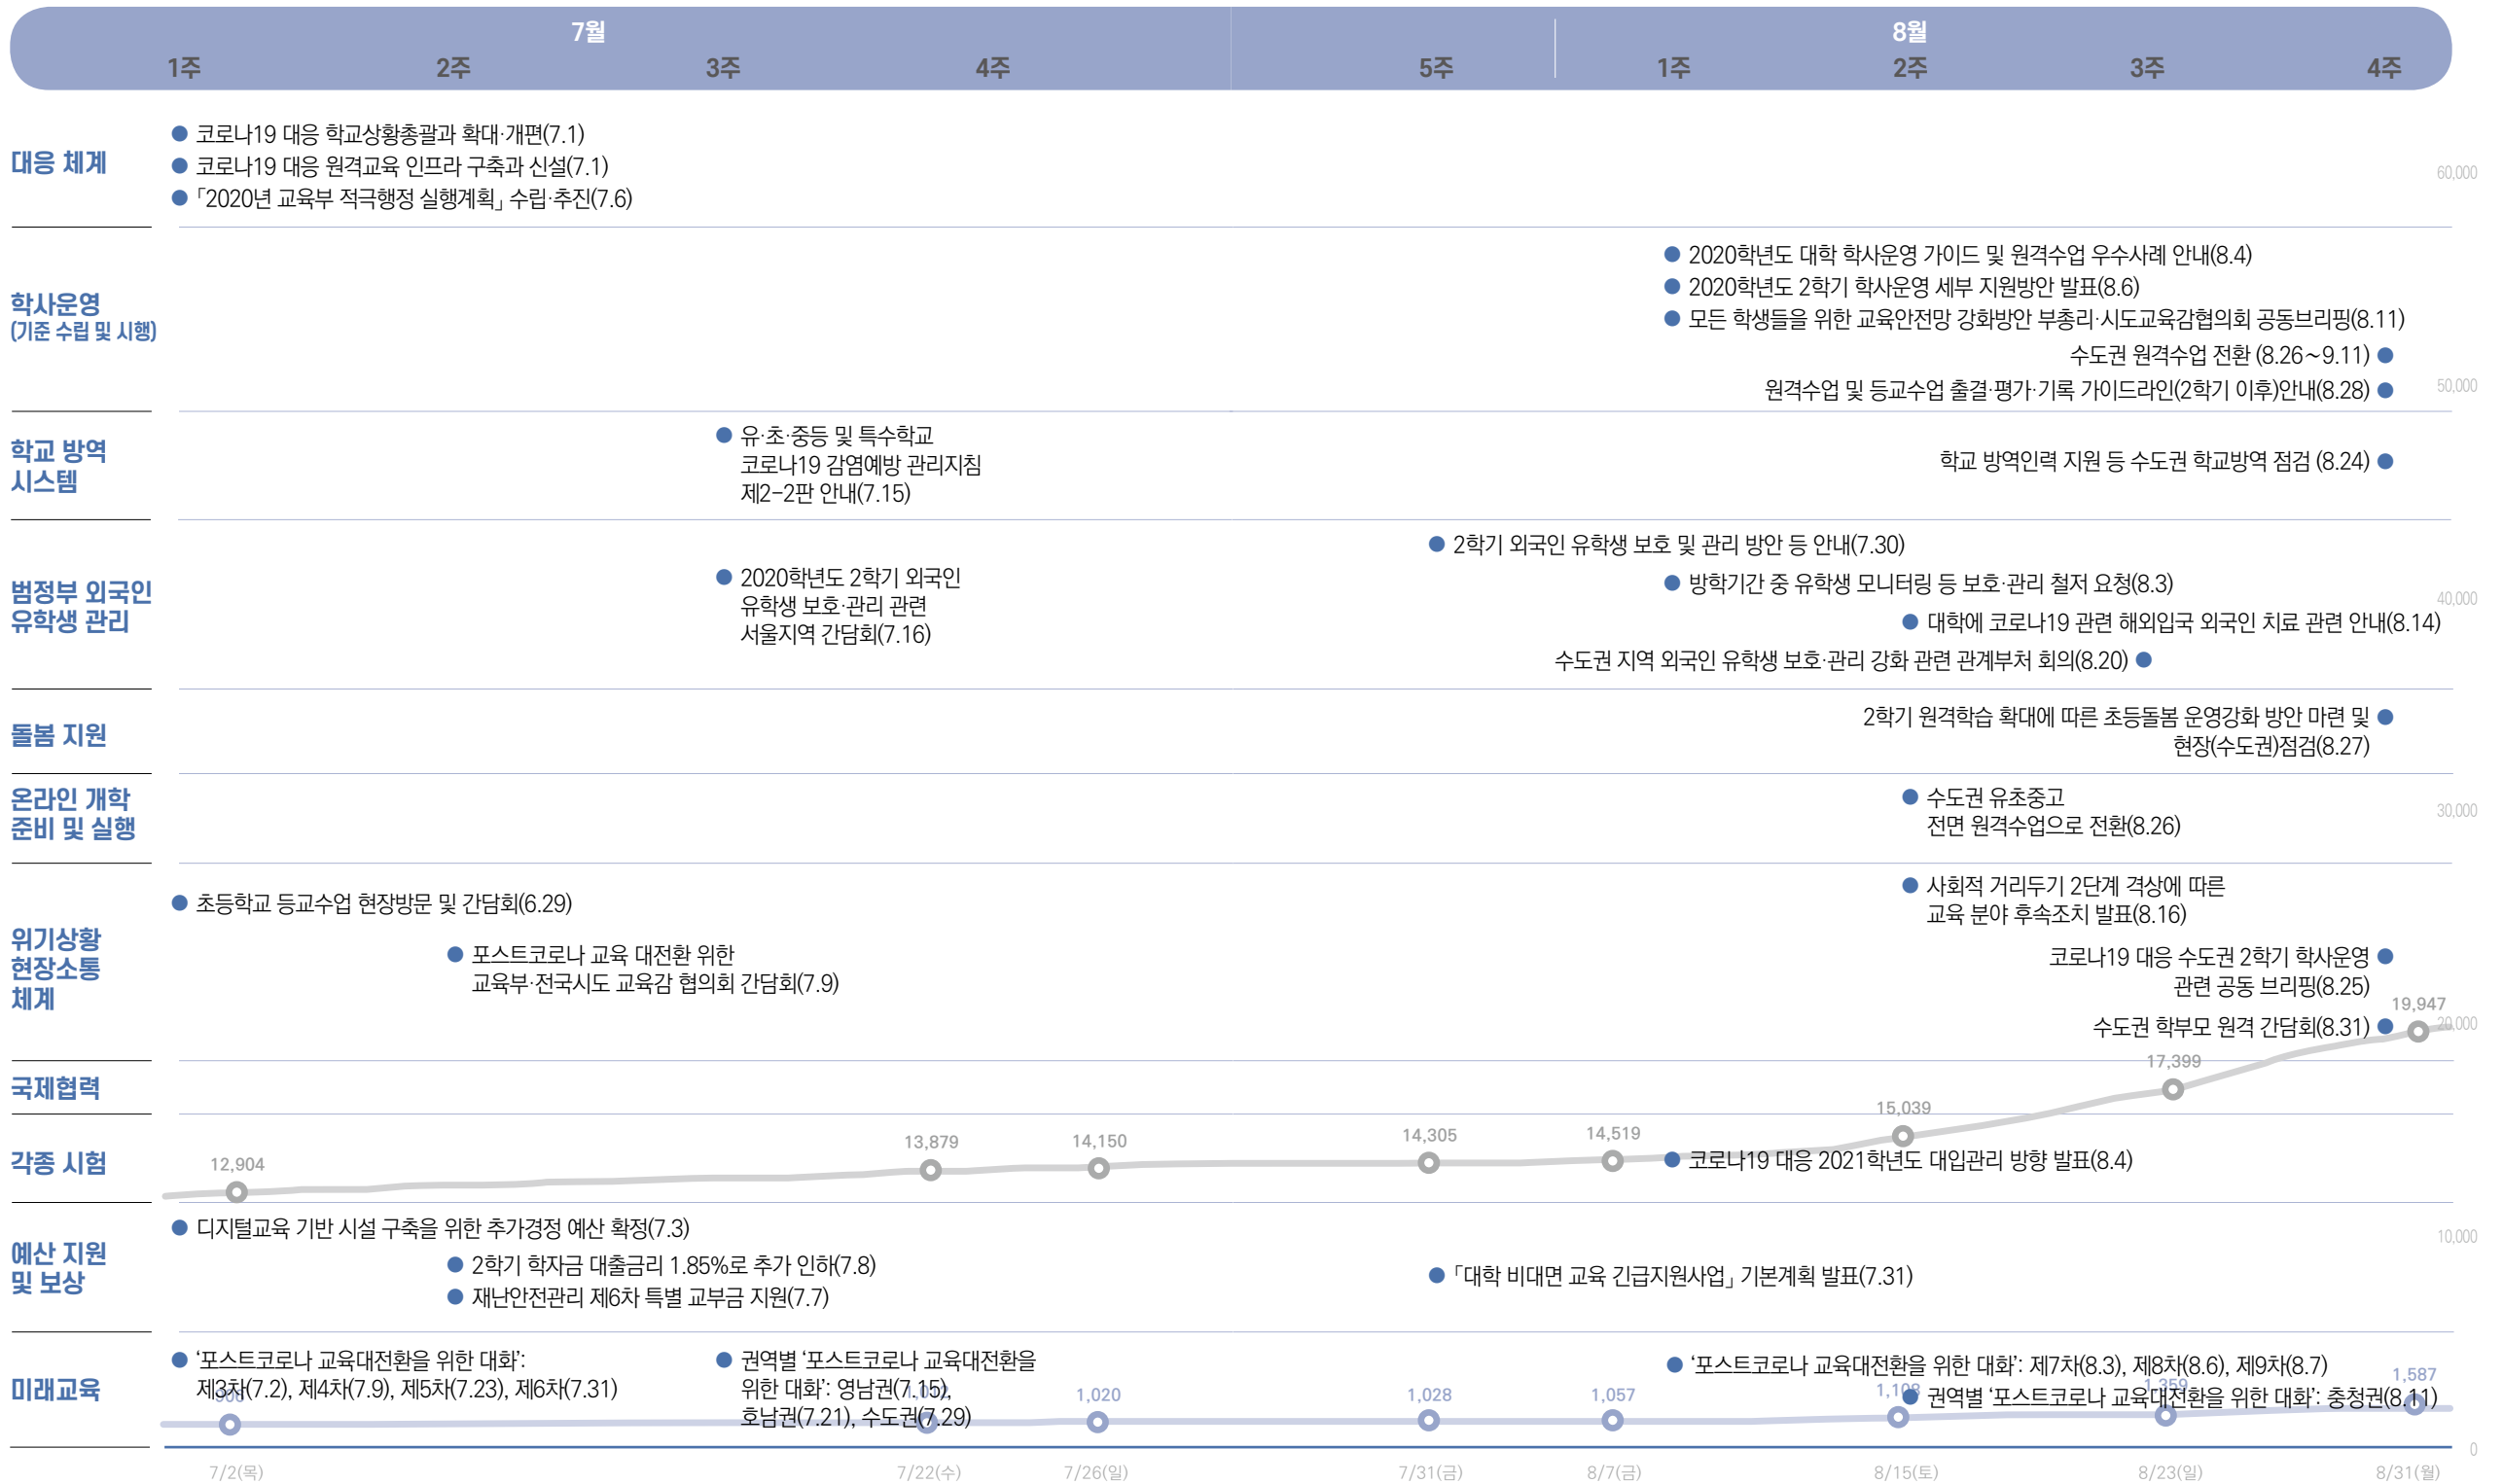 7월
8월
1주
2주
3주
4주
5주
1주
2주
3주
4주
대응 체계
코로나19 대응 학교상황총괄과 확대·개편(7.1)
코로나19 대응 원격교육 인프라 구축과 신설(7.1)
「2020년 교육부 적극행정 실행계획」 수립·추진(7.6)
60,000
학사운영
(기준 수립 및 시행)
2020학년도 대학 학사운영 가이드 및 원격수업 우수사례 안내(8.4)
2020학년도 2학기 학사운영 세부 지원방안 발표(8.6)
모든 학생들을 위한 교육안전망 강화방안 부총리·시도교육감협의회 공동브리핑(8.11)
수도권 원격수업 전환 (8.26~9.11)
원격수업 및 등교수업 출결·평가·기록 가이드라인(2학기 이후)안내(8.28)
50,000
학교 방역
시스템
유·초·중등 및 특수학교
코로나19 감염예방 관리지침
제2-2판 안내(7.15)
학교 방역인력 지원 등 수도권 학교방역 점검 (8.24)
범정부 외국인
유학생 관리
2020학년도 2학기 외국인
유학생 보호·관리 관련
서울지역 간담회(7.16)
2학기 외국인 유학생 보호 및 관리 방안 등 안내(7.30)
방학기간 중 유학생 모니터링 등 보호·관리 철저 요청(8.3)
40,000
대학에 코로나19 관련 해외입국 외국인 치료 관련 안내(8.14)
수도권 지역 외국인 유학생 보호·관리 강화 관련 관계부처 회의(8.20)
돌봄 지원
2학기 원격학습 확대에 따른 초등돌봄 운영강화 방안 마련 및
현장(수도권)점검(8.27)
온라인 개학
준비 및 실행
수도권 유초중고
전면 원격수업으로 전환(8.26)
30,000
위기상황
현장소통
체계
초등학교 등교수업 현장방문 및 간담회(6.29)
포스트코로나 교육 대전환 위한
교육부·전국시도 교육감 협의회 간담회(7.9)
사회적 거리두기 2단계 격상에 따른
교육 분야 후속조치 발표(8.16)
코로나19 대응 수도권 2학기 학사운영
관련 공동 브리핑(8.25)
19,947
수도권 학부모 원격 간담회(8.31)
20,000
국제협력
17,399
각종 시험
12,904
13,879
14,150
14,305
14,519
15,039
코로나19 대응 2021학년도 대입관리 방향 발표(8.4)
예산 지원
및 보상
디지털교육 기반 시설 구축을 위한 추가경정 예산 확정(7.3)
2학기 학자금 대출금리 1.85%로 추가 인하(7.8)
재난안전관리 제6차 특별 교부금 지원(7.7)
「대학 비대면 교육 긴급지원사업」 기본계획 발표(7.31)
10,000
미래교육
‘포스트코로나 교육대전환을 위한 대화’:
제3차(7.2), 제4차(7.9), 제5차(7.23), 제6차(7.31)
권역별 ‘포스트코로나 교육대전환을
위한 대화’: 영남권(7.15),
호남권(7.21), 수도권(7.29)
‘포스트코로나 교육대전환을 위한 대화’: 제7차(8.3), 제8차(8.6), 제9차(8.7)
권역별 ‘포스트코로나 교육대전환을 위한 대화’: 충청권(8.11)
1,020
1,028
1,057
1,359
1,587
0
7/2(목)
7/22(수)
7/26(일)
7/31(금)
8/7(금)
8/15(토)
8/23(일)
8/31(월)